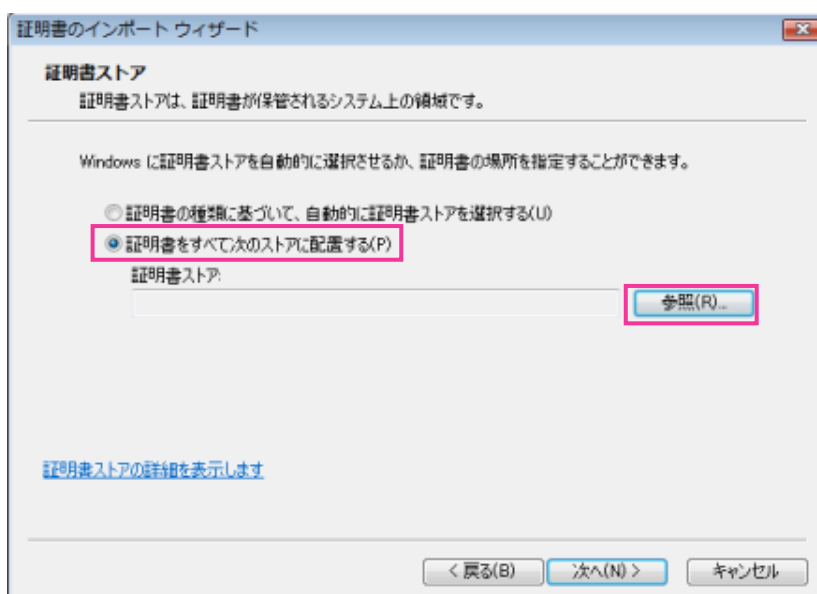 証明書のインポート ウィザード
証明書ストア
証明書ストアは、証明書が保管されるシステム上の領域です。
Windows に証明書ストアを自動的に選択させるか、証明書の場所を指定することができます。
証明書の種類に基づいて、自動的に証明書ストアを選択する(U)
証明書をすべて次のストアに配置する(P)
証明書ストア:
参照(R)...
証明書ストアの詳細を表示します
< 戻る(B)
次へ(N) >
キャンセル